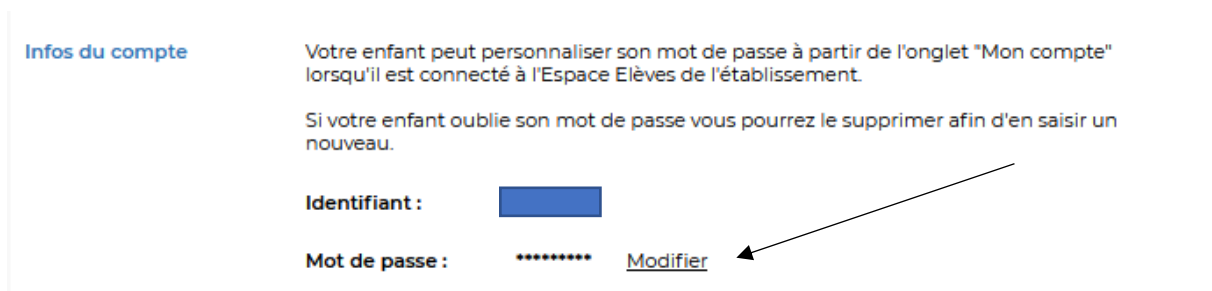 Infos du compte
Votre enfant peut personnaliser son mot de passe à partir de l'onglet "Mon compte"
lorsqu'il est connecté à l'Espace Elèves de l'établissement.
Si votre enfant oublie son mot de passe vous pourrez le supprimer afin d'en saisir un
nouveau.
Identifiant :
Mot de passe : ********* Modifier